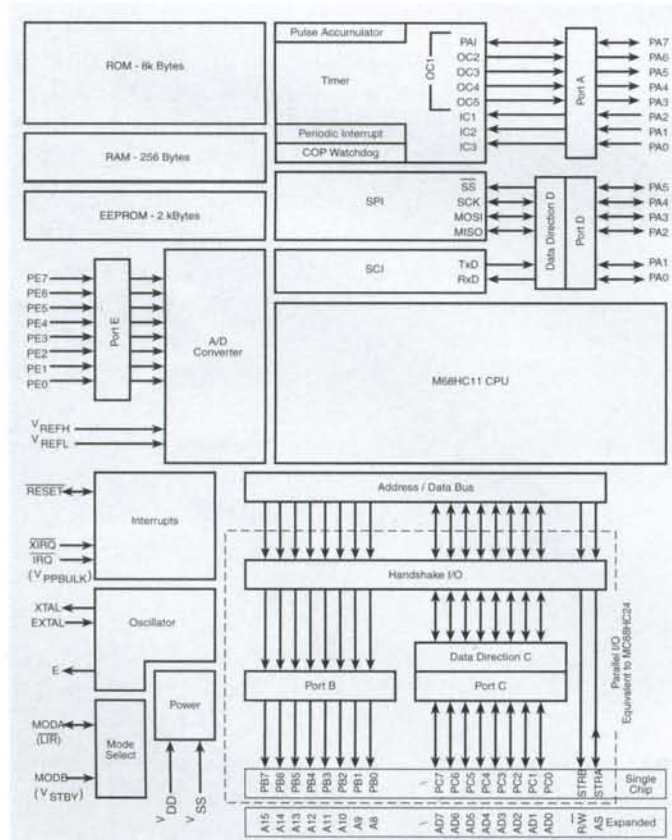 ROM - 8k Bytes
RAM - 256 Bytes
EEPROM - 2 kBytes
Pulse Accumulator
Timer
Periodic Interrupt
COP Watchdog
OC1
PAI
OC2
OC3
OC4
OC5
IC1
IC2
IC3
Port A
PA7
PA6
PA5
PA4
PA3
PA2
PA1
PA0
SPI
SS
SCK
MOSI
MISO
SCI
TxD
RxD
Data Direction D
Port D
PA5
PA4
PA3
PA2
PA1
PA0
PE7
PE6
PE5
PE4
PE3
PE2
PE1
PE0
Port E
A/D
Converter
VREFH
VREFL
M68HC11 CPU
RESET
XIRQ
IRQ
(VPPBULK)
Interrupts
XTAL
EXTAL
E
Oscillator
MODA
(LIR)
MODB
(VSTBY)
Mode
Select
Power
VDD
VSS
Address / Data Bus
Handshake I/O
Data Direction C
Port B
Port C
Parallel I/O
Equivalent to MC68HC24
PB7 PB6 PB5 PB4 PB3 PB2 PB1 PB0 PC7 PC6 PC5 PC4 PC3 PC2 PC1 PC0 STRB STRA
Single
Chip
A15 A14 A13 A12 A11 A10 A9 A8 AD7 AD6 AD5 AD4 AD3 AD2 AD1 AD0 R/W AS
Expanded